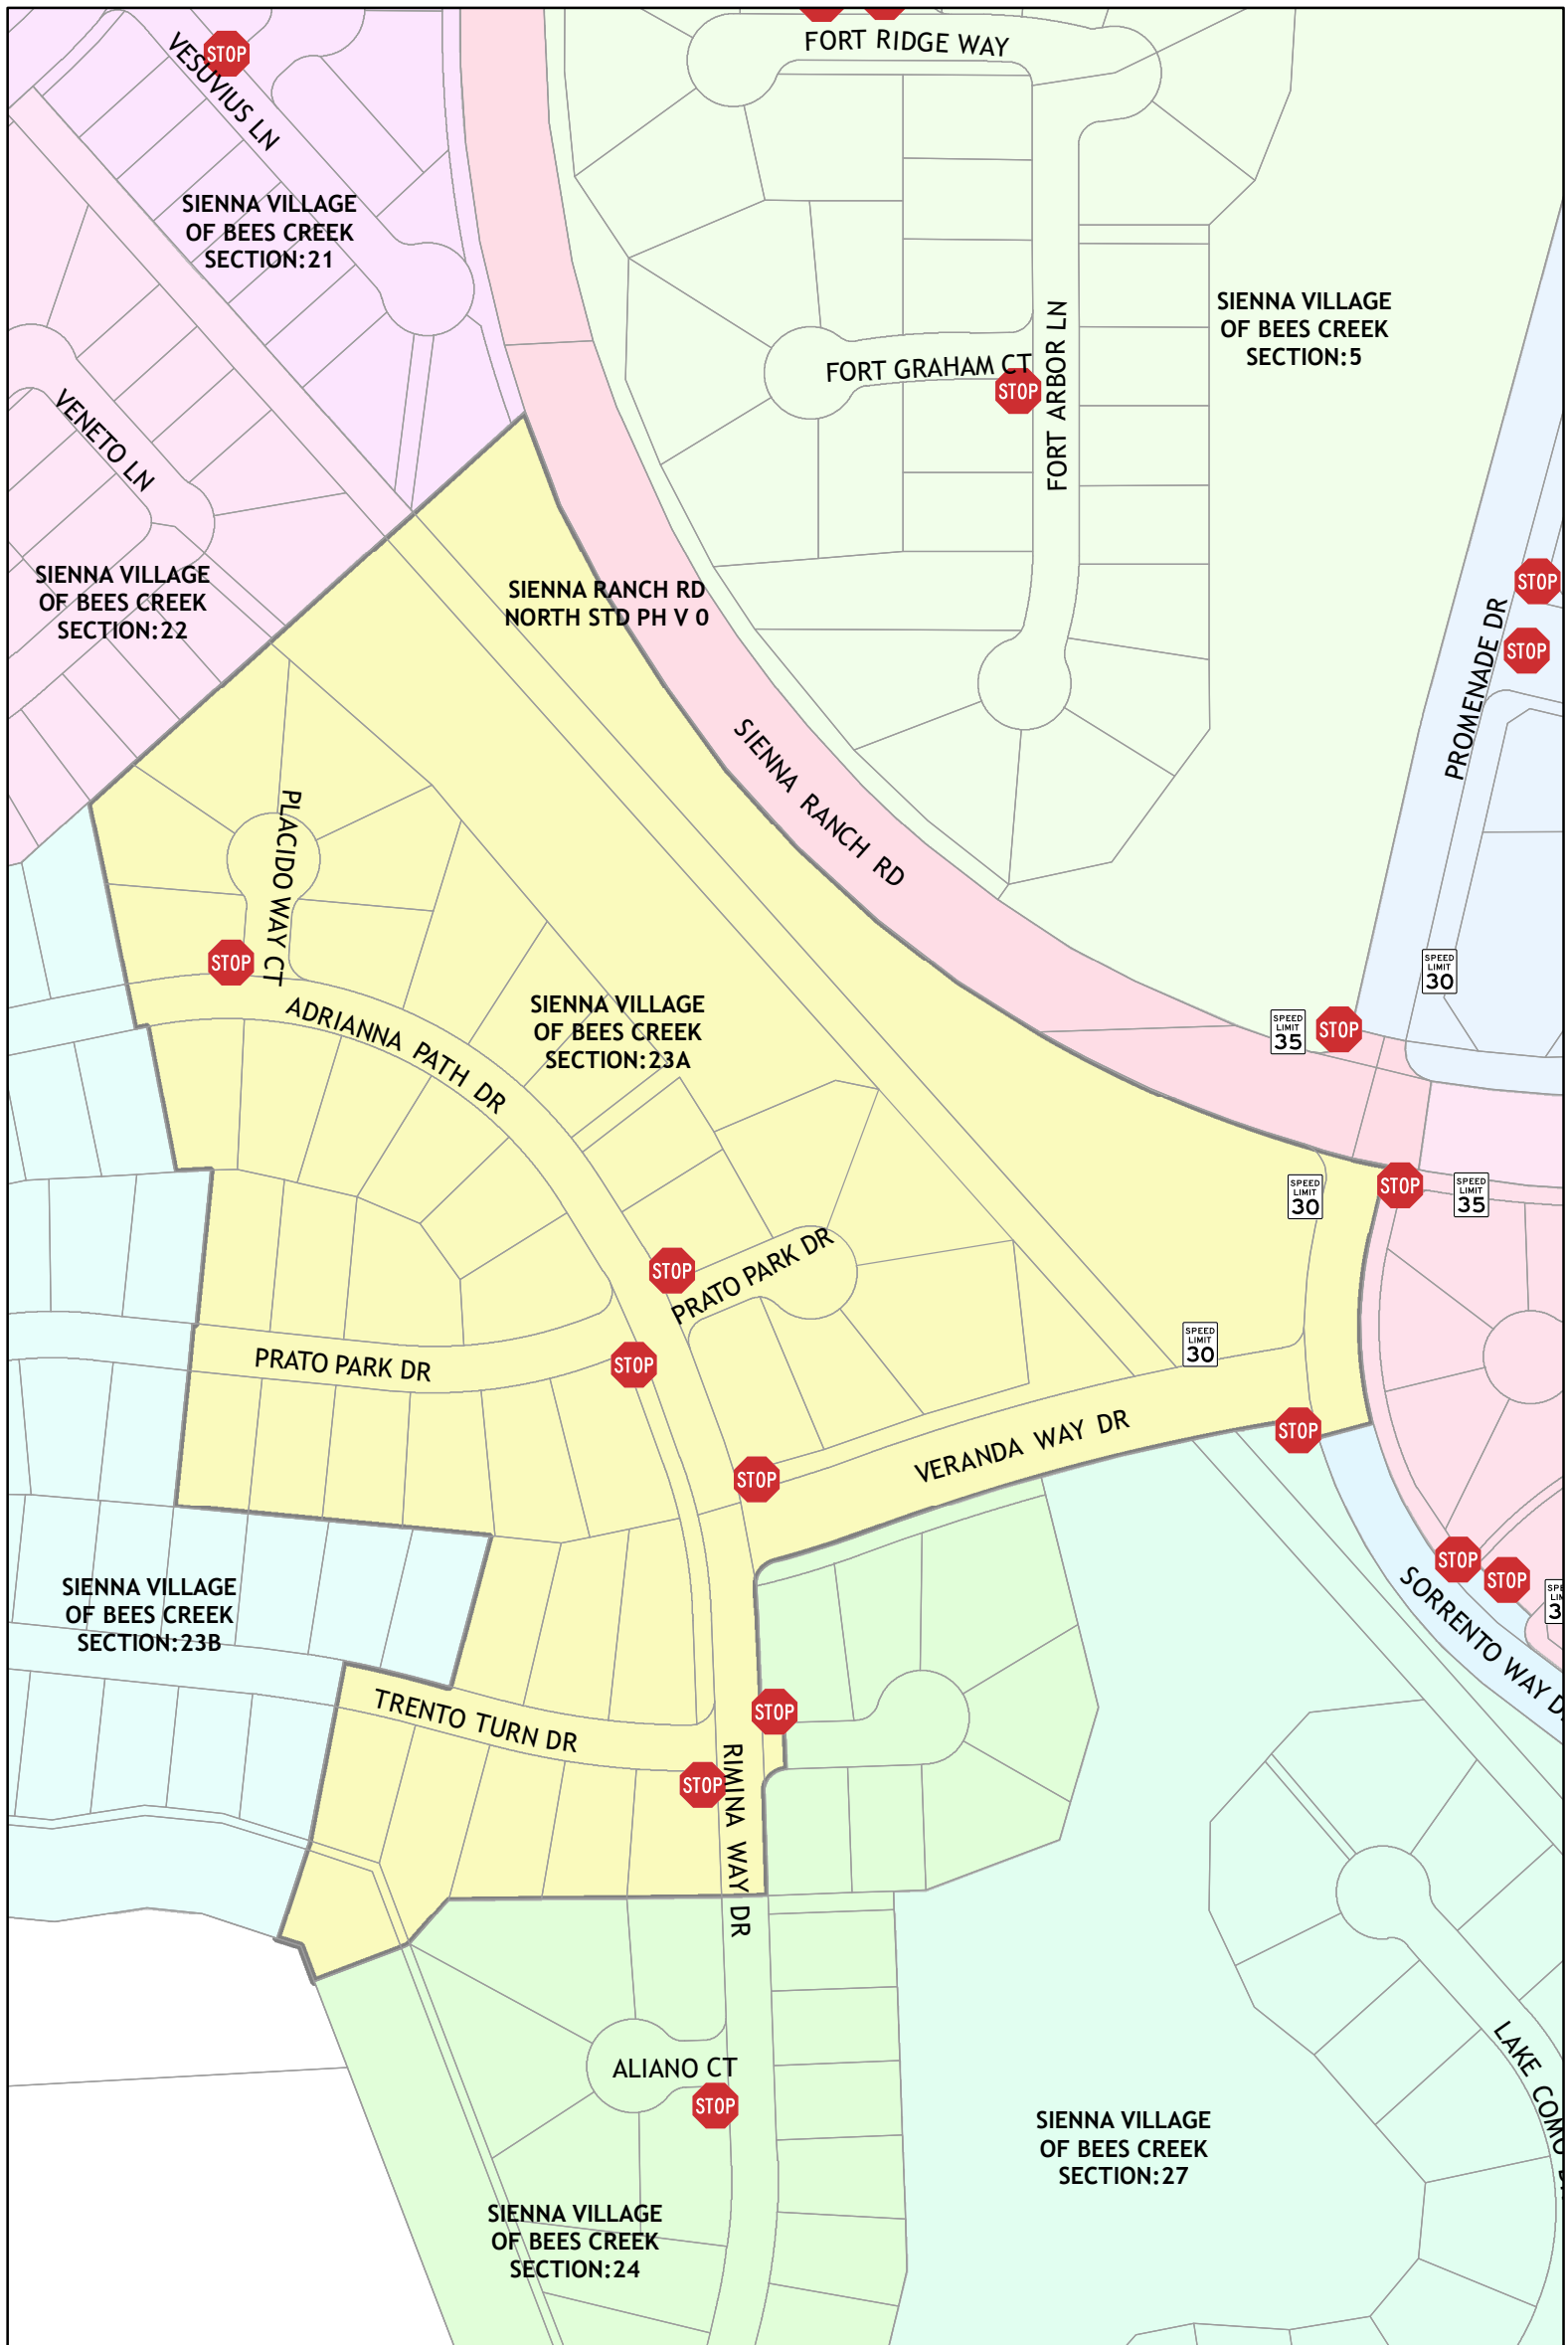 FORT RIDGE WAY
VESUVIUS LN
STOP
SIENNA VILLAGE
OF BEES CREEK
SECTION:21
SIENNA VILLAGE
OF BEES CREEK
SECTION:5
FORT GRAHAM CT
STOP
FORT ARBOR LN
VENETO LN
SIENNA VILLAGE
OF BEES CREEK
SECTION:22
SIENNA RANCH RD
NORTH STD PH V 0
STOP
STOP
PROMENADE DR
SIENNA RANCH RD
PLACIDO WAY CT
STOP
SPEED
LIMIT
30
ADRIANNA PATH DR
SIENNA VILLAGE
OF BEES CREEK
SECTION:23A
SPEED
LIMIT
35
STOP
STOP
SPEED
LIMIT
30
SPEED
LIMIT
35
STOP
PRATO PARK DR
PRATO PARK DR
STOP
SPEED
LIMIT
30
VERANDA WAY DR
STOP
STOP
SIENNA VILLAGE
OF BEES CREEK
SECTION:23B
STOP
STOP
SORRENTO WAY
TRENTO TURN DR
STOP
STOP
RIMINA WAY DR
ALIANO CT
STOP
LAKE COMO
SIENNA VILLAGE
OF BEES CREEK
SECTION:27
SIENNA VILLAGE
OF BEES CREEK
SECTION:24